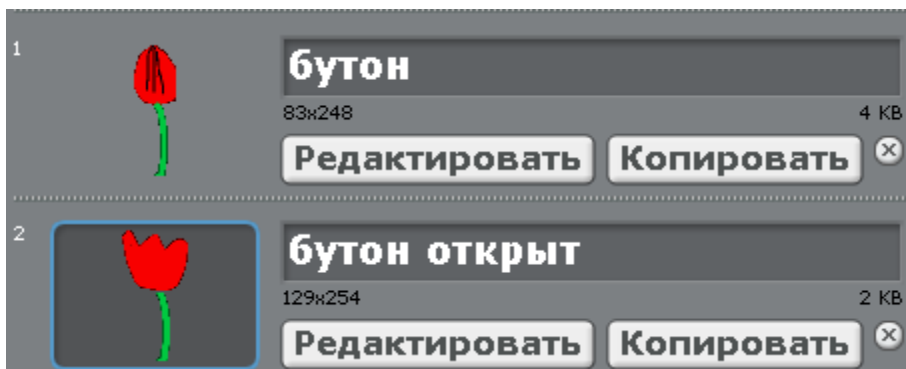 1
бутон
83x248 4 KB
Редактировать Копировать
2
бутон открыт
129x254 2 KB
Редактировать Копировать